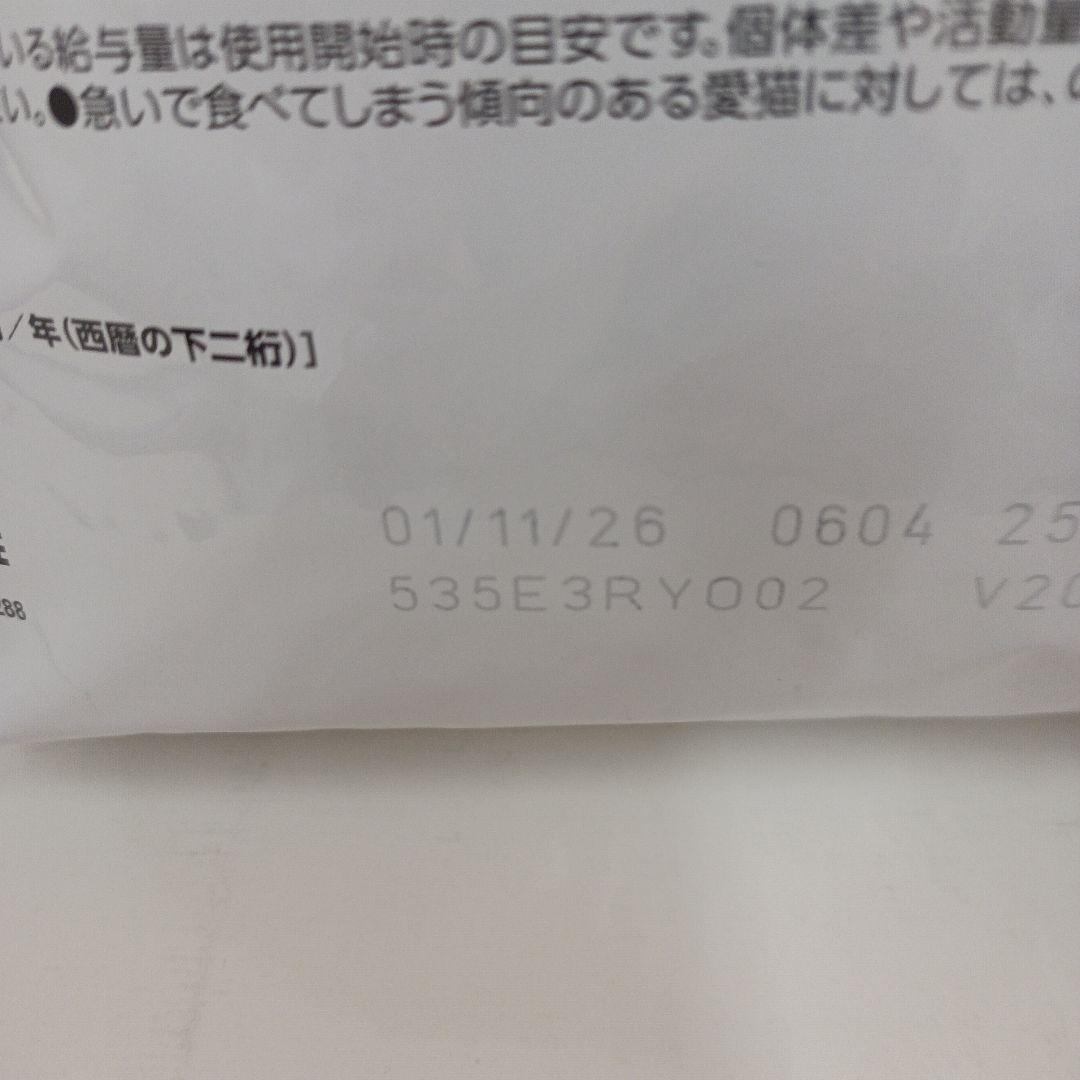 いる給与量は使用開始時の目安です。個体差や活動量
い。●急いで食べてしまう傾向のある愛猫に対しては、
/年(西暦の下二桁)]
01/11/26 0604 25
535E3RYO02 V20
288